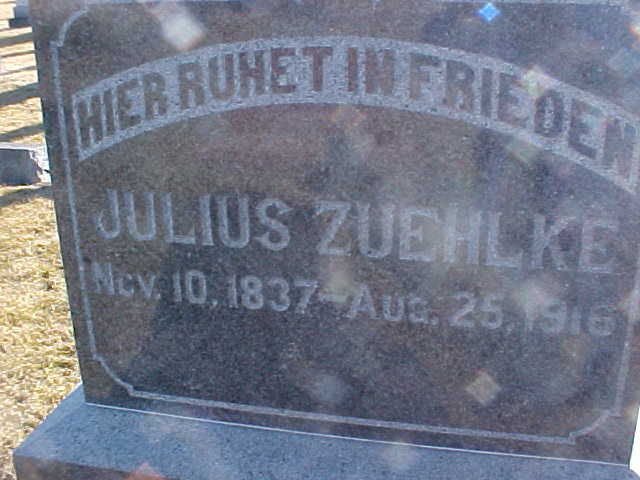 HIER RUHET IN FRIEDEN
JULIUS ZUEHLKE
NOV. 10, 1837 - AUG. 25, 1916